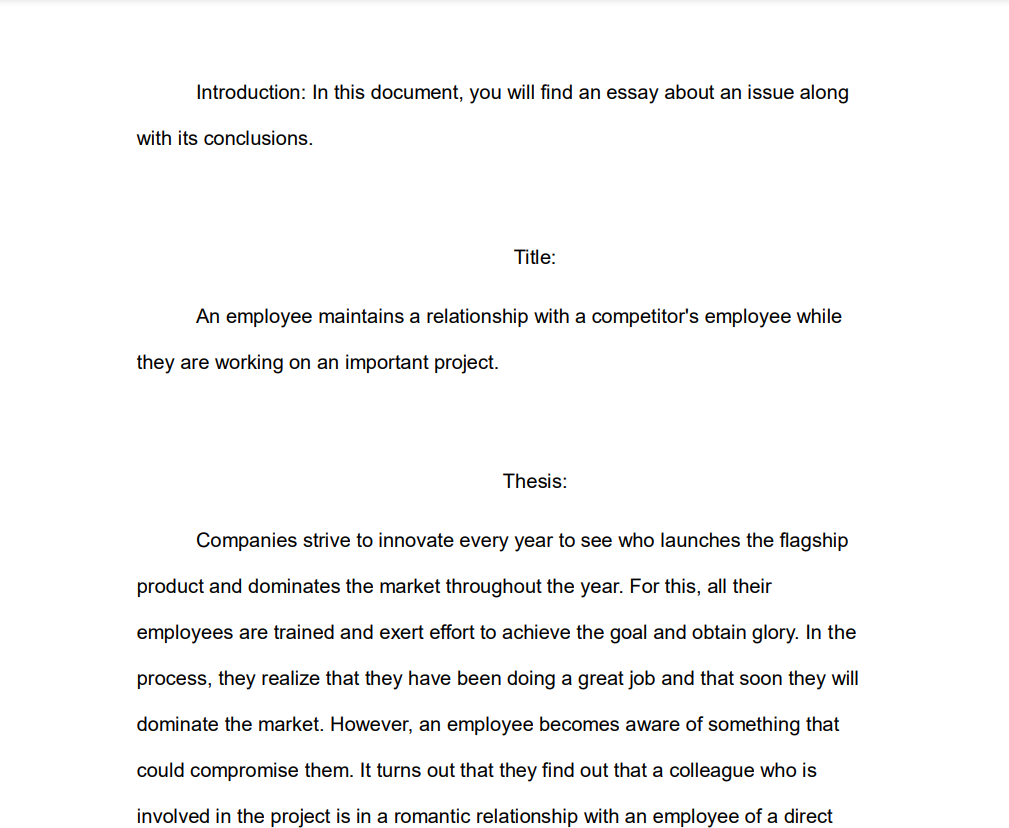 Introduction: In this document, you will find an essay about an issue along
with its conclusions.
Title:
An employee maintains a relationship with a competitor's employee while
they are working on an important project.
Thesis:
Companies strive to innovate every year to see who launches the flagship
product and dominates the market throughout the year. For this, all their
employees are trained and exert effort to achieve the goal and obtain glory. In the
process, they realize that they have been doing a great job and that soon they will
dominate the market. However, an employee becomes aware of something that
could compromise them. It turns out that they find out that a colleague who is
involved in the project is in a romantic relationship with an employee of a direct